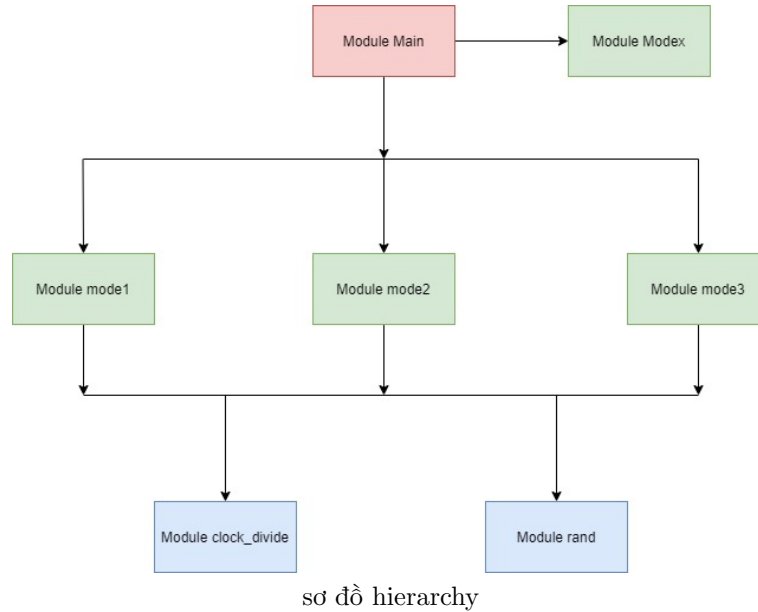 Module Main
Module Modex
Module mode1
Module mode2
Module mode3
Module clock_divide
Module rand
sơ đồ hierarchy